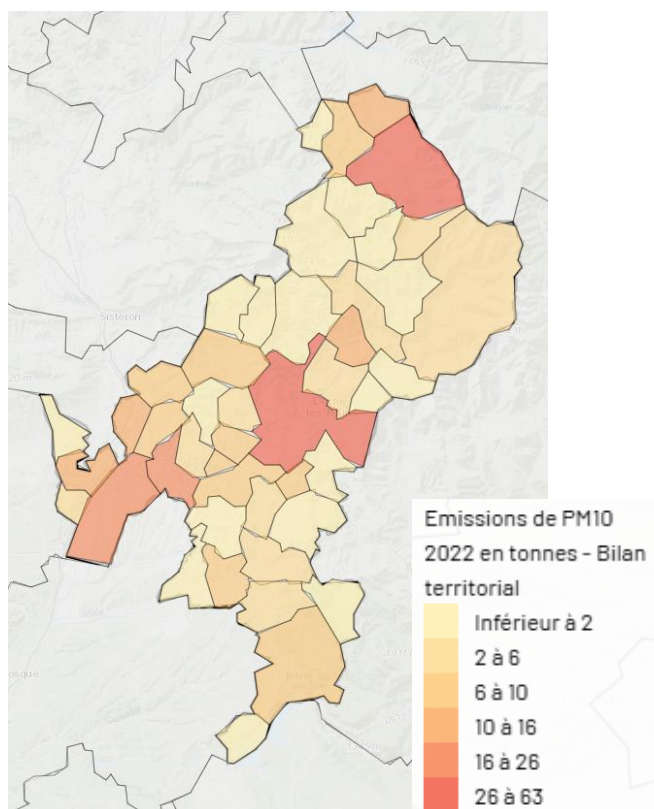 Sisteron
Emissions de PM10
2022 en tonnes - Bilan
territorial
Inférieur à 2
2 à 6
6 à 10
10 à 16
16 à 26
26 à 63